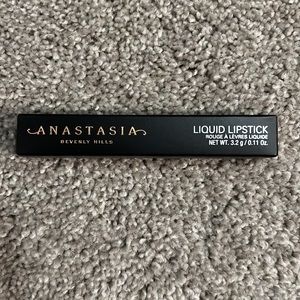 ANASTASIA
BEVERLY HILLS
LIQUID LIPSTICK
ROUGE À LÈVRES LIQUIDE
NET WT. 3.2 g / 0.11 Oz.